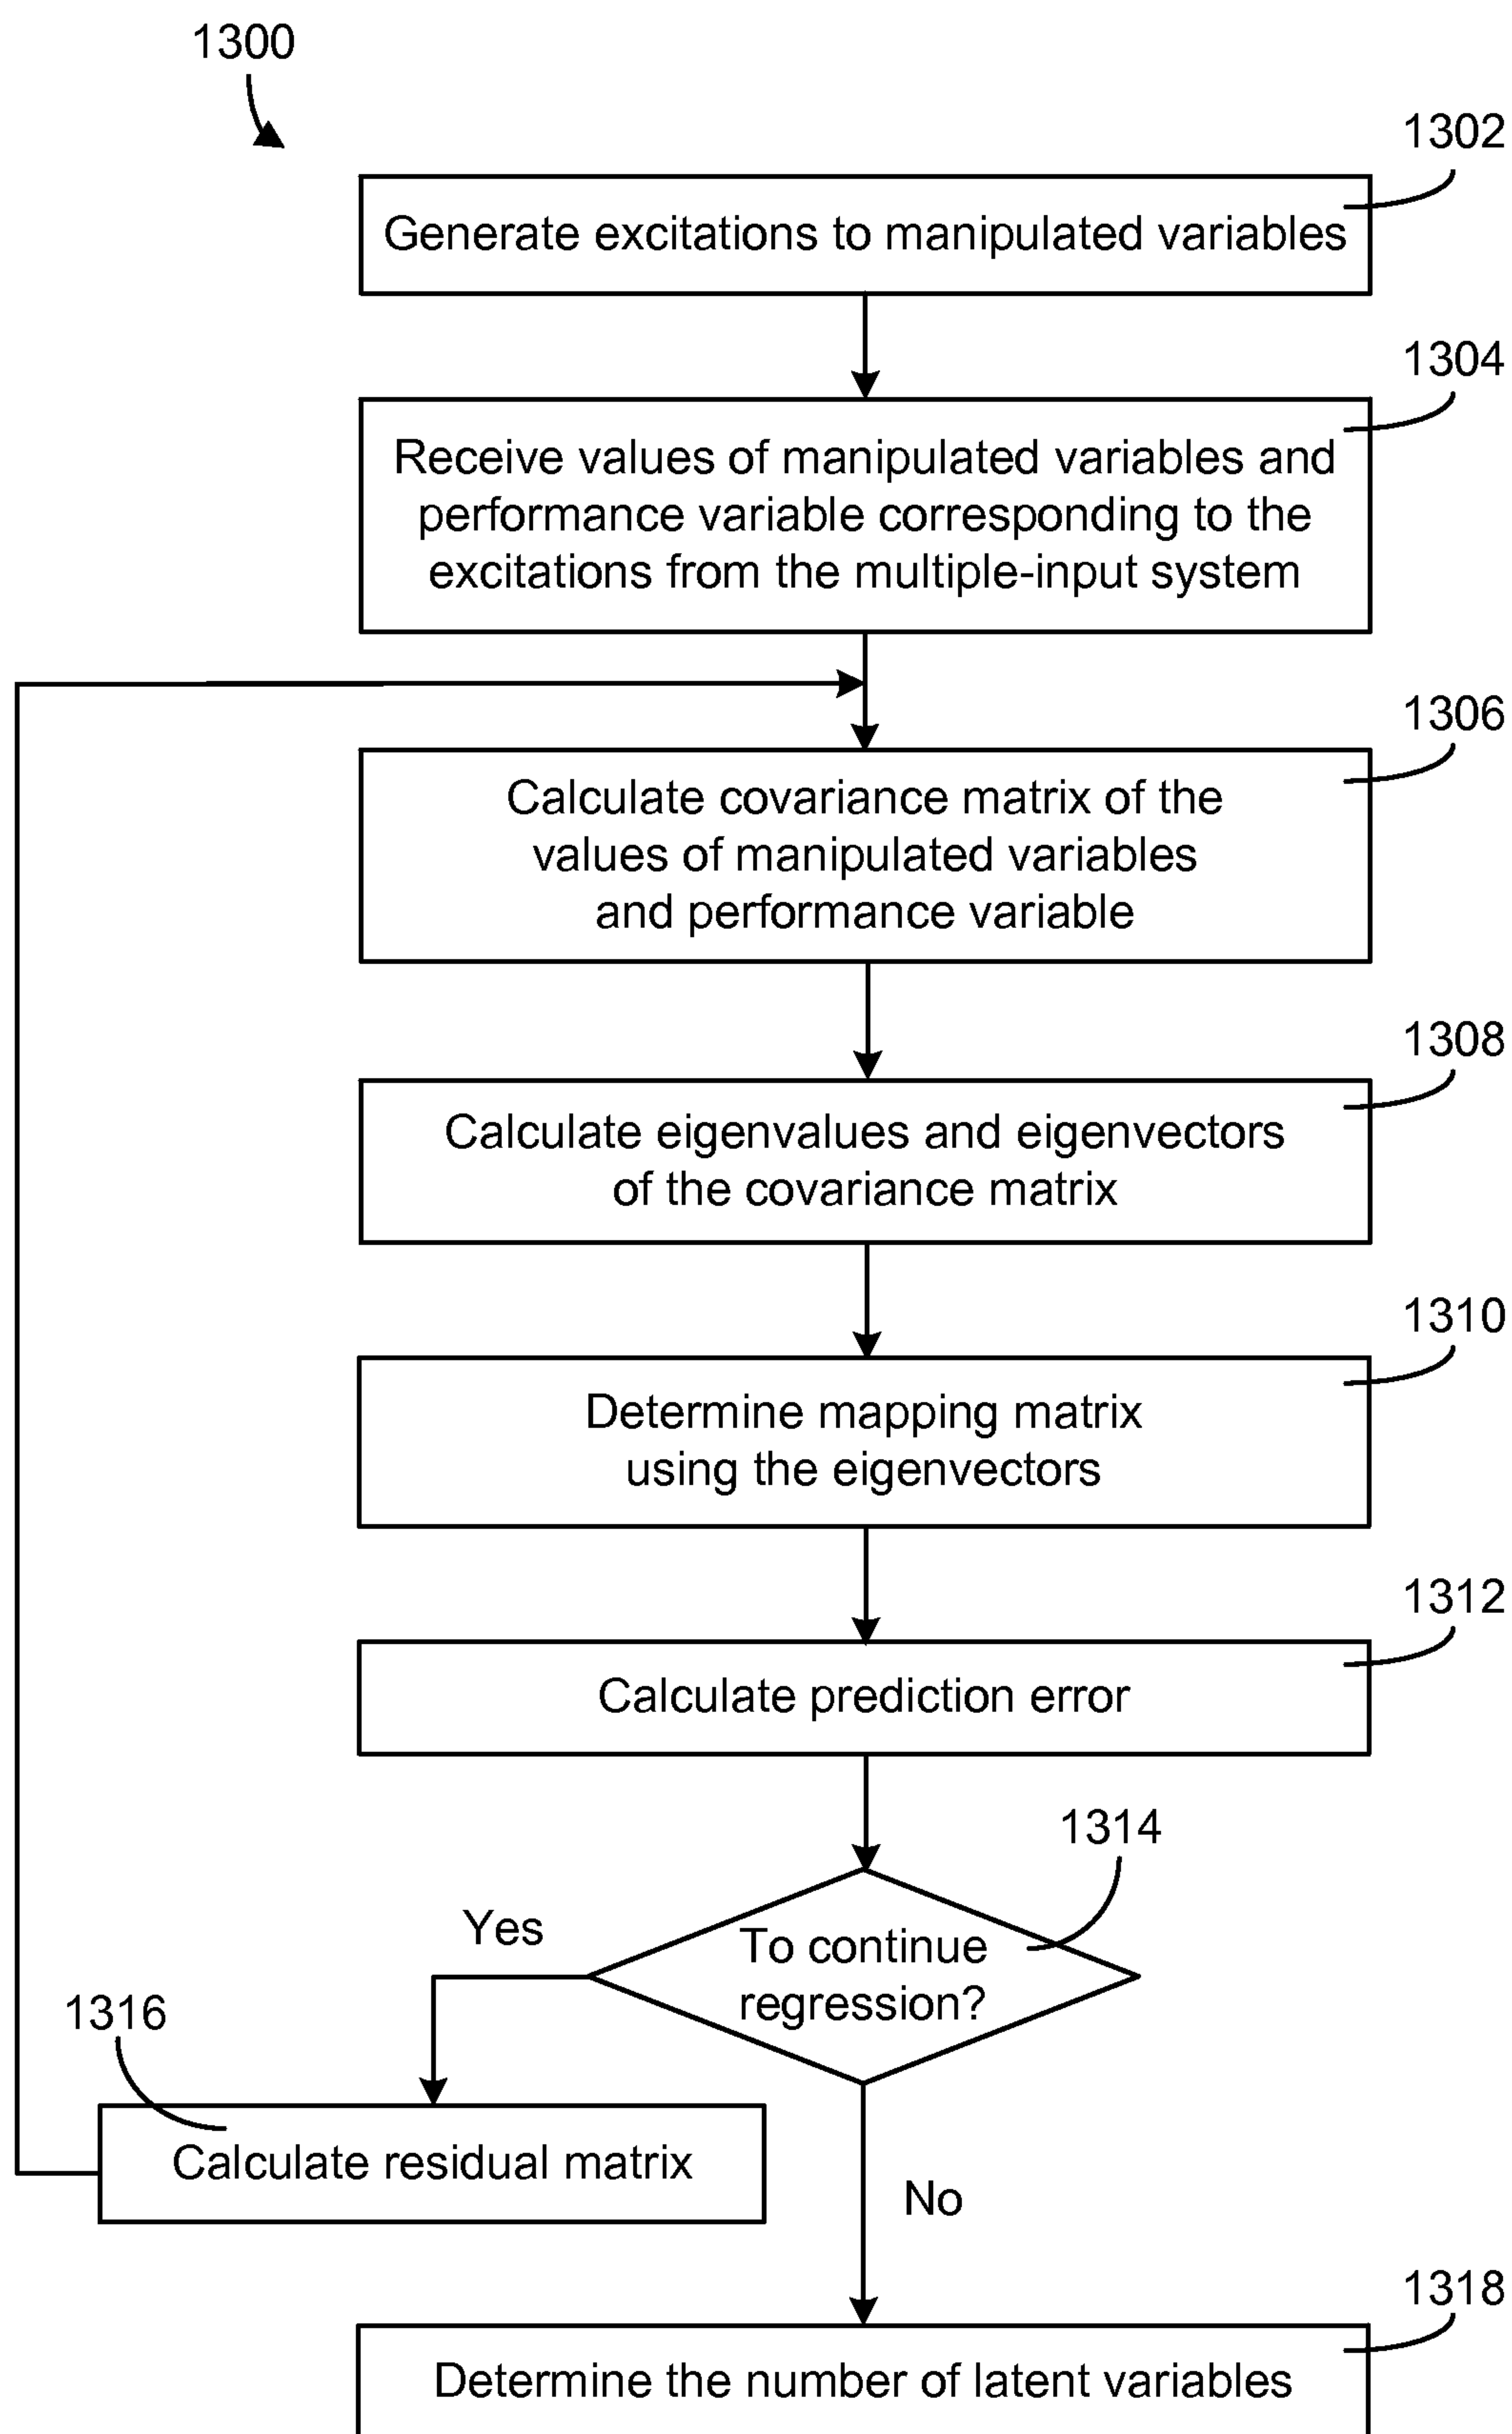 1300
1302
Generate excitations to manipulated variables
1304
Receive values of manipulated variables and
performance variable corresponding to the
excitations from the multiple-input system
1306
Calculate covariance matrix of the
values of manipulated variables
and performance variable
1308
Calculate eigenvalues and eigenvectors
of the covariance matrix
1310
Determine mapping matrix
using the eigenvectors
1312
Calculate prediction error
1314
To continue
regression?
Yes
1316
Calculate residual matrix
No
1318
Determine the number of latent variables